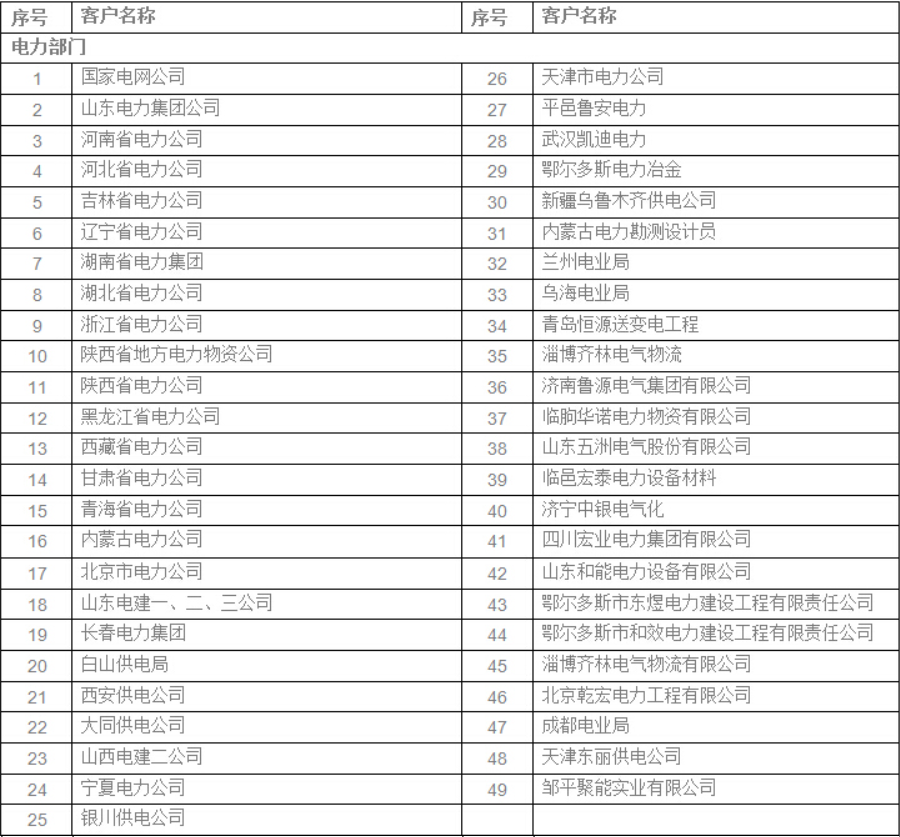 序号 客户名称 序号 客户名称
电力部门
1 国家电网公司 26 天津市电力公司
2 山东电力集团公司 27 平邑鲁安电力
3 河南省电力公司 28 武汉凯迪电力
4 河北省电力公司 29 鄂尔多斯电力冶金
5 吉林省电力公司 30 新疆乌鲁木齐供电公司
6 辽宁省电力公司 31 内蒙古电力勘测设计员
7 湖南省电力集团 32 兰州电业局
8 湖北省电力公司 33 乌海电业局
9 浙江省电力公司 34 青岛恒源送变电工程
10 陕西省地方电力物资公司 35 淄博齐林电气物流
11 陕西省电力公司 36 济南鲁源电气集团有限公司
12 黑龙江省电力公司 37 临朐华诺电力物资有限公司
13 西藏省电力公司 38 山东五洲电气股份有限公司
14 甘肃省电力公司 39 临邑宏泰电力设备材料
15 青海省电力公司 40 济宁中银电气化
16 内蒙古电力公司 41 四川宏业电力集团有限公司
17 北京市电力公司 42 山东和能电力设备有限公司
18 山东电建一、二、三公司 43 鄂尔多斯市东煜电力建设工程有限责任公司
19 长春电力集团 44 鄂尔多斯市和效电力建设工程有限责任公司
20 白山供电局 45 淄博齐林电气物流有限公司
21 西安供电公司 46 北京乾宏电力工程有限公司
22 大同供电公司 47 成都电业局
23 山西电建二公司 48 天津东丽供电公司
24 宁夏电力公司 49 邹平聚能实业有限公司
25 银川供电公司